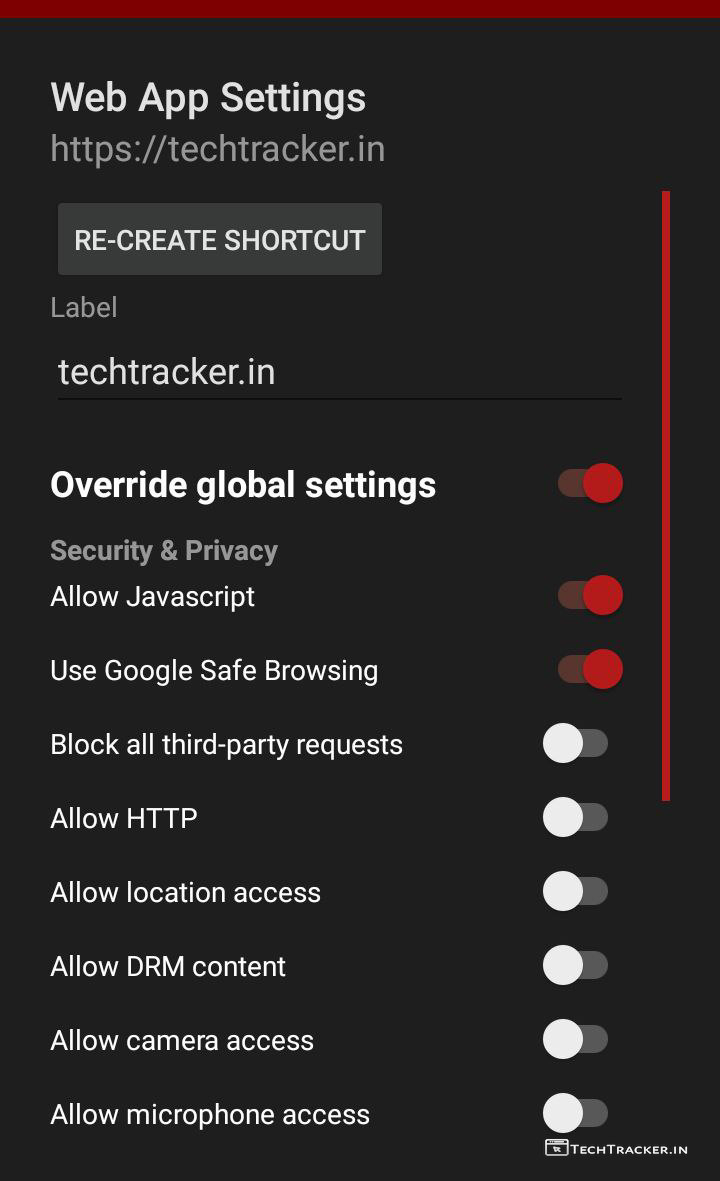 Web App Settings
https://techtracker.in
RE-CREATE SHORTCUT
Label
techtracker.in
Override global settings
Security & Privacy
Allow Javascript
Use Google Safe Browsing
Block all third-party requests
Allow HTTP
Allow location access
Allow DRM content
Allow camera access
Allow microphone access
TECHTRACKER.IN